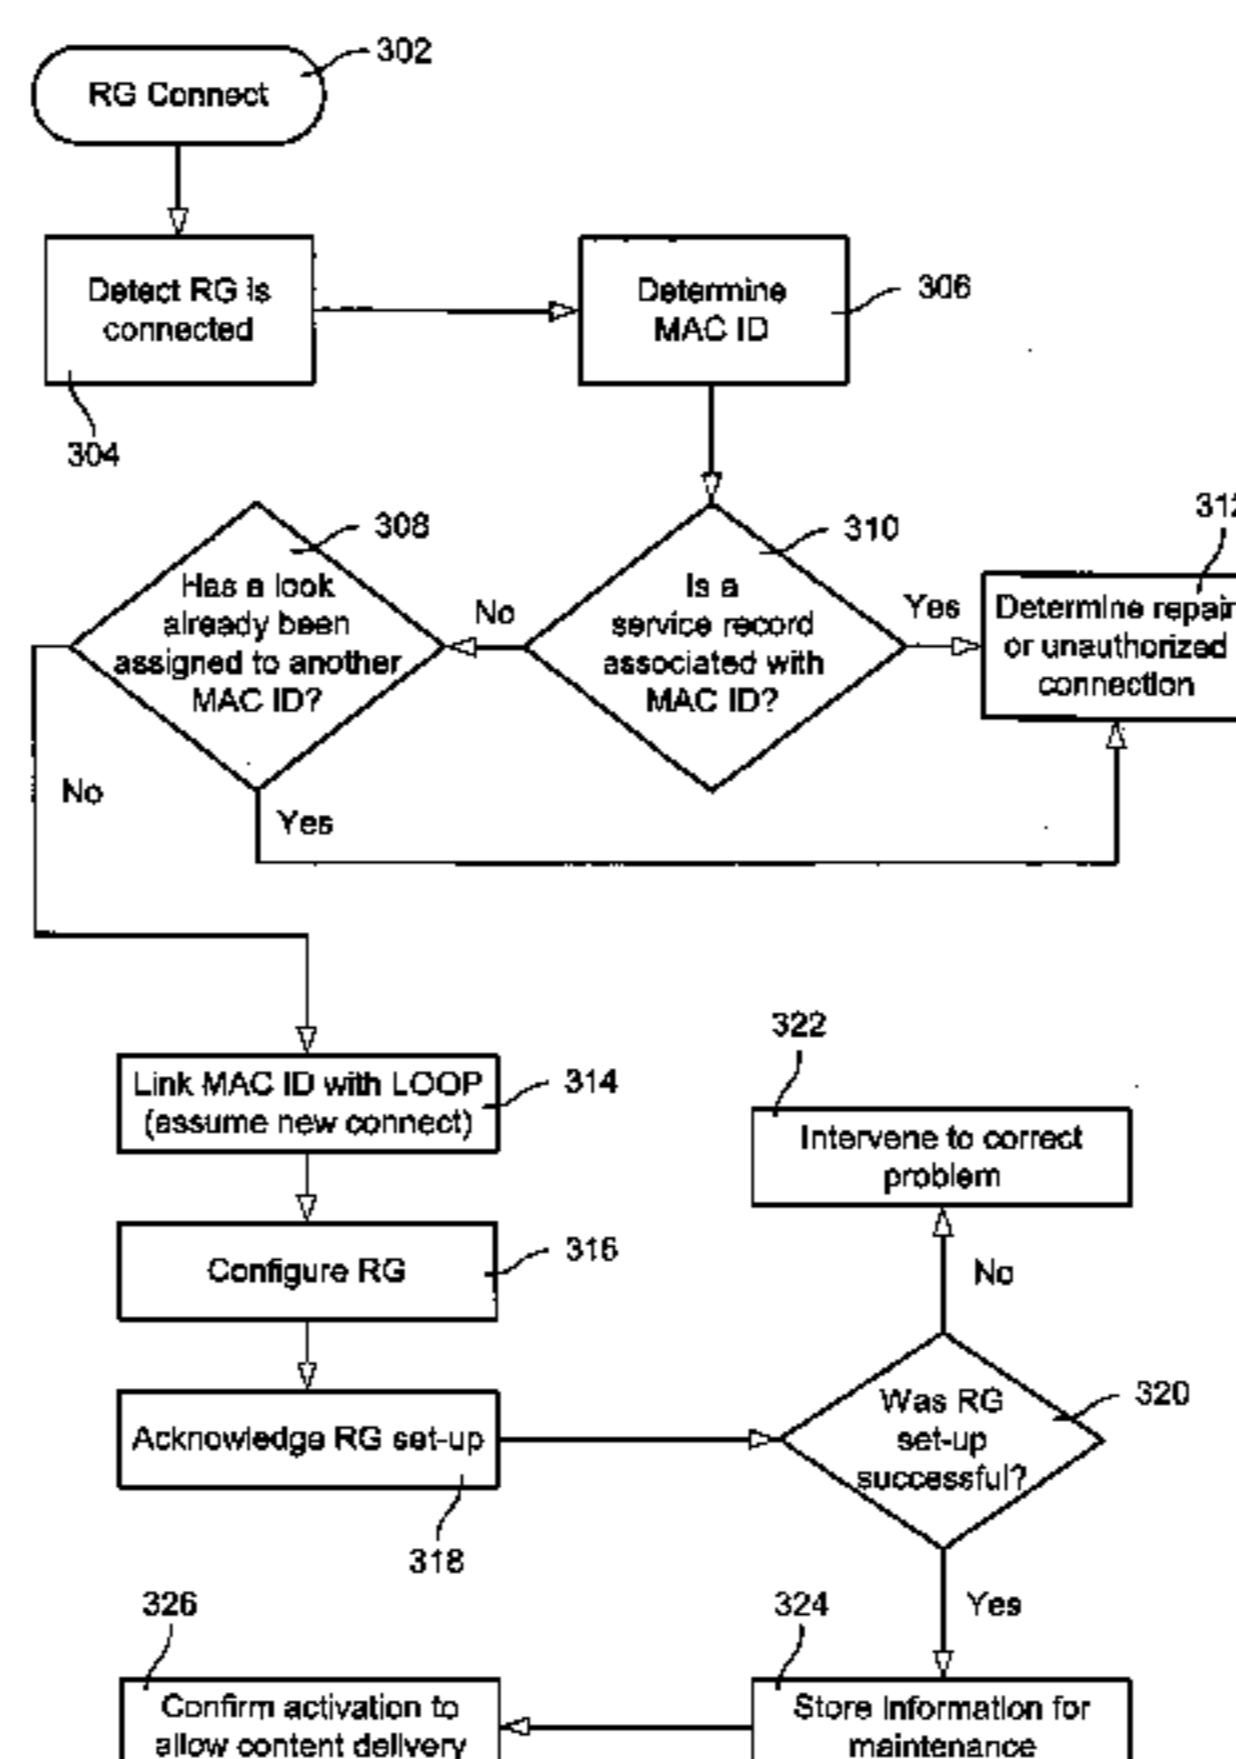 302
RG Connect
Detect RG is
connected
304
Determine
MAC ID
306
308
Has a look
already been
assigned to another
MAC ID?
No
310
Is a
service record
associated with
MAC ID?
Yes
Determine repair
or unauthorized
connection
No
Yes
Link MAC ID with LOOP
(assume new connect)
314
Configure RG
316
Acknowledge RG set-up
318
322
Intervene to correct
problem
No
Was RG
set-up
successful?
320
Yes
324
Store Information for
maintenance
326
Confirm activation to
allow content delivery